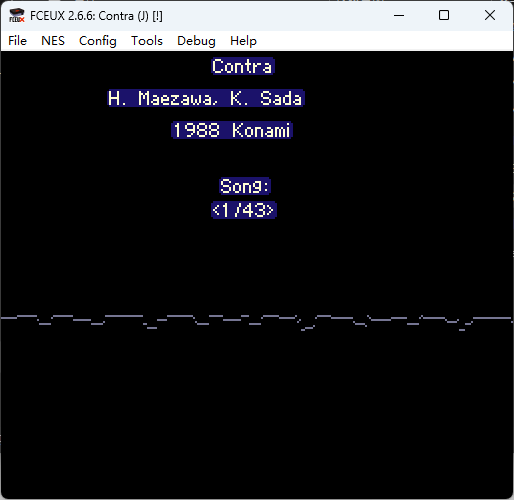 FCEUX 2.6.6: Contra (J) [!]
File NES Config Tools Debug Help
Contra
H. Maezawa, K. Sada
1988 Konami
Song:
<1/43>